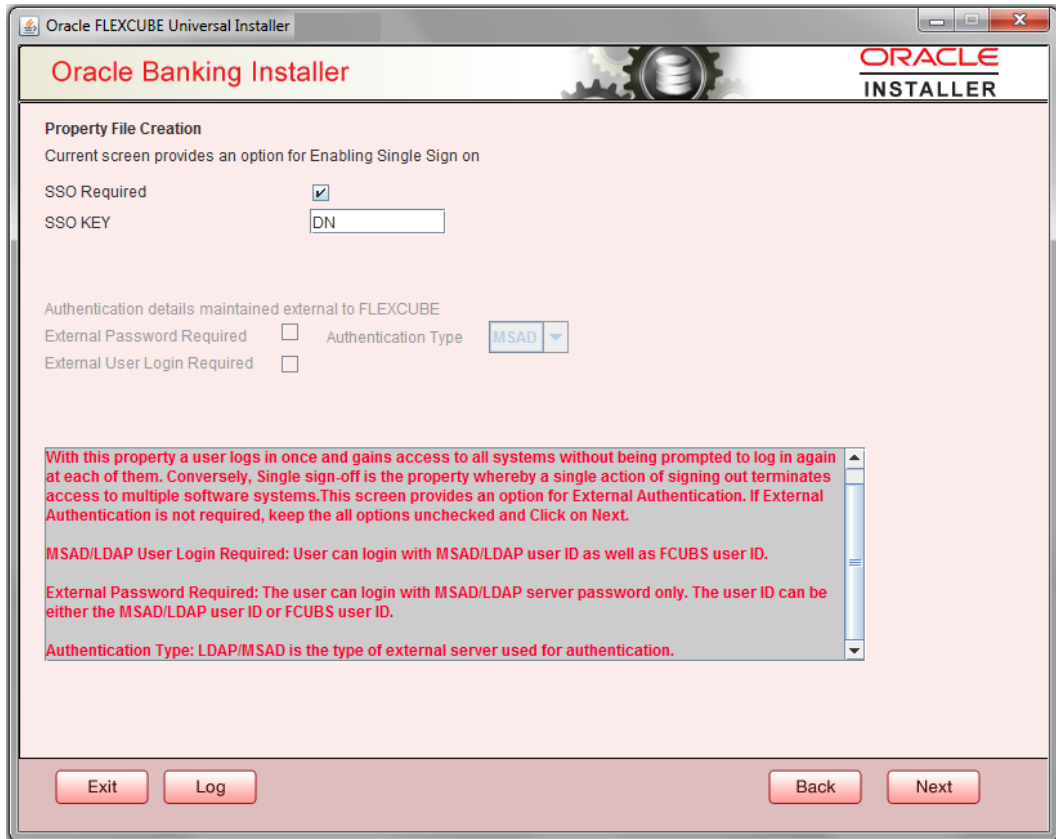 Oracle FLEXCUBE Universal Installer
Oracle Banking Installer
ORACLE
INSTALLER
Property File Creation
Current screen provides an option for Enabling Single Sign on
SSO Required
SSO KEY DN
Authentication details maintained external to FLEXCUBE
External Password Required Authentication Type MSAD
External User Login Required
With this property a user logs in once and gains access to all systems without being prompted to log in again
at each of them. Conversely, Single sign-off is the property whereby a single action of signing out terminates
access to multiple software systems.This screen provides an option for External Authentication. If External
Authentication is not required, keep the all options unchecked and Click on Next.
MSAD/LDAP User Login Required: User can login with MSAD/LDAP user ID as well as FCUBS user ID.
External Password Required: The user can login with MSAD/LDAP server password only. The user ID can be
either the MSAD/LDAP user ID or FCUBS user ID.
Authentication Type: LDAP/MSAD is the type of external server used for authentication.
Exit Log Back Next